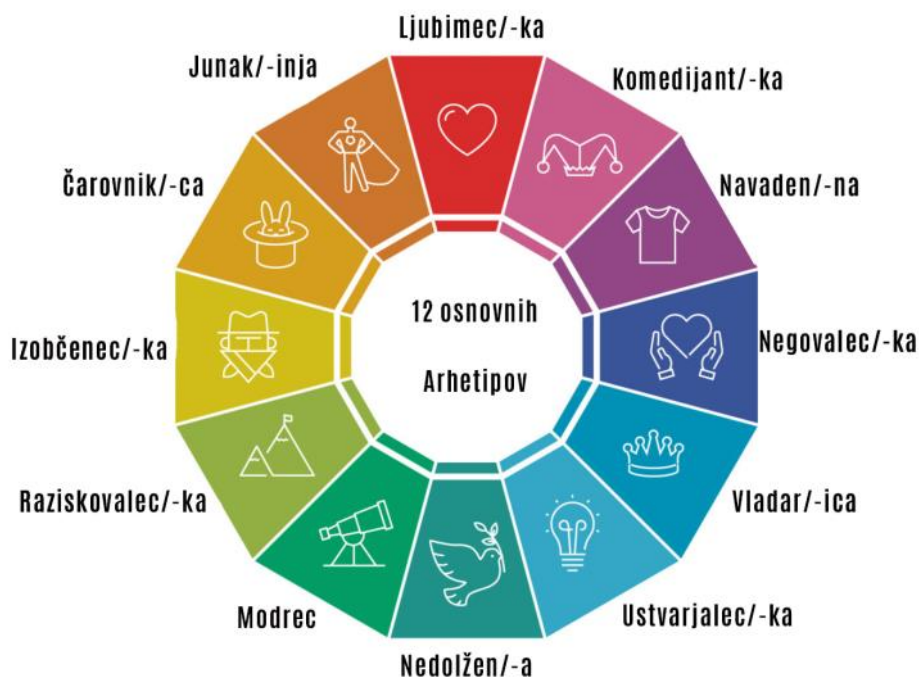 Ljubimec/-ka
Komedijant/-ka
Navaden/-na
Negovalec/-ka
Vladar/-ica
Ustvarjalec/-ka
Nedolžen/-a
Modrec
Raziskovalec/-ka
Izobčenec/-ka
Čarovnik/-ca
Junak/-inja
12 osnovnih
Arhetipov